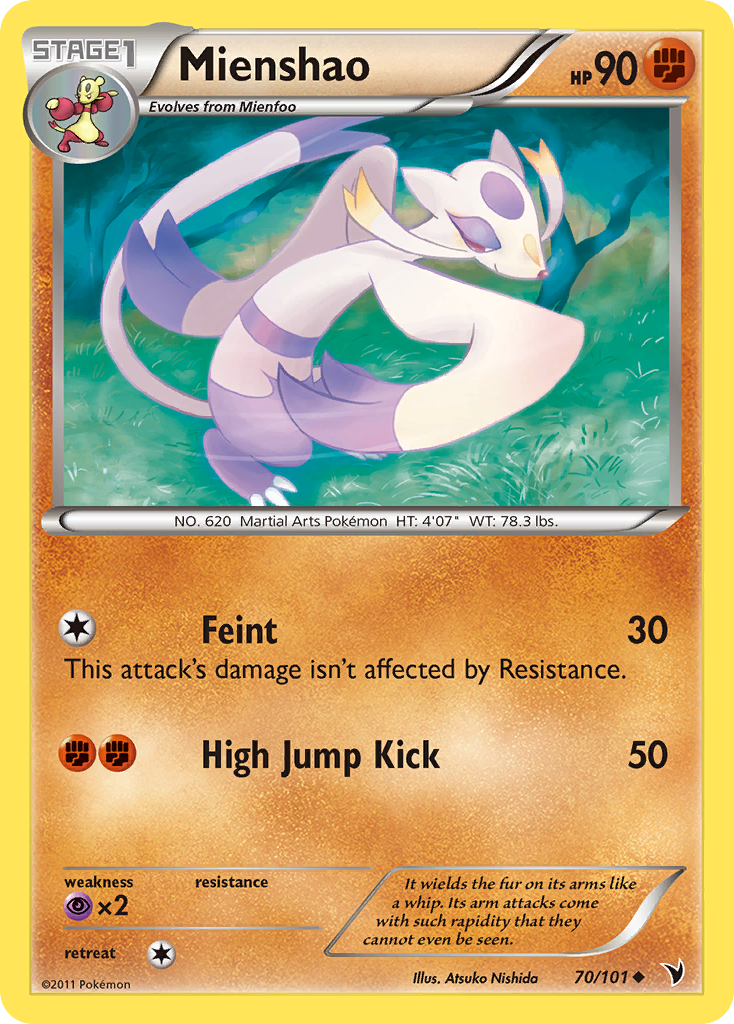 STAGE1
Mienshao
HP 90
Evolves from Mienfoo
NO. 620 Martial Arts Pokémon HT: 4'07" WT: 78.3 lbs.
Feint 30
This attack's damage isn't affected by Resistance.
High Jump Kick 50
weakness resistance
×2
retreat
It wields the fur on its arms like
a whip. Its arm attacks come
with such rapidity that they
cannot even be seen.
©2011 Pokémon
Illus. Atsuko Nishida
70/101